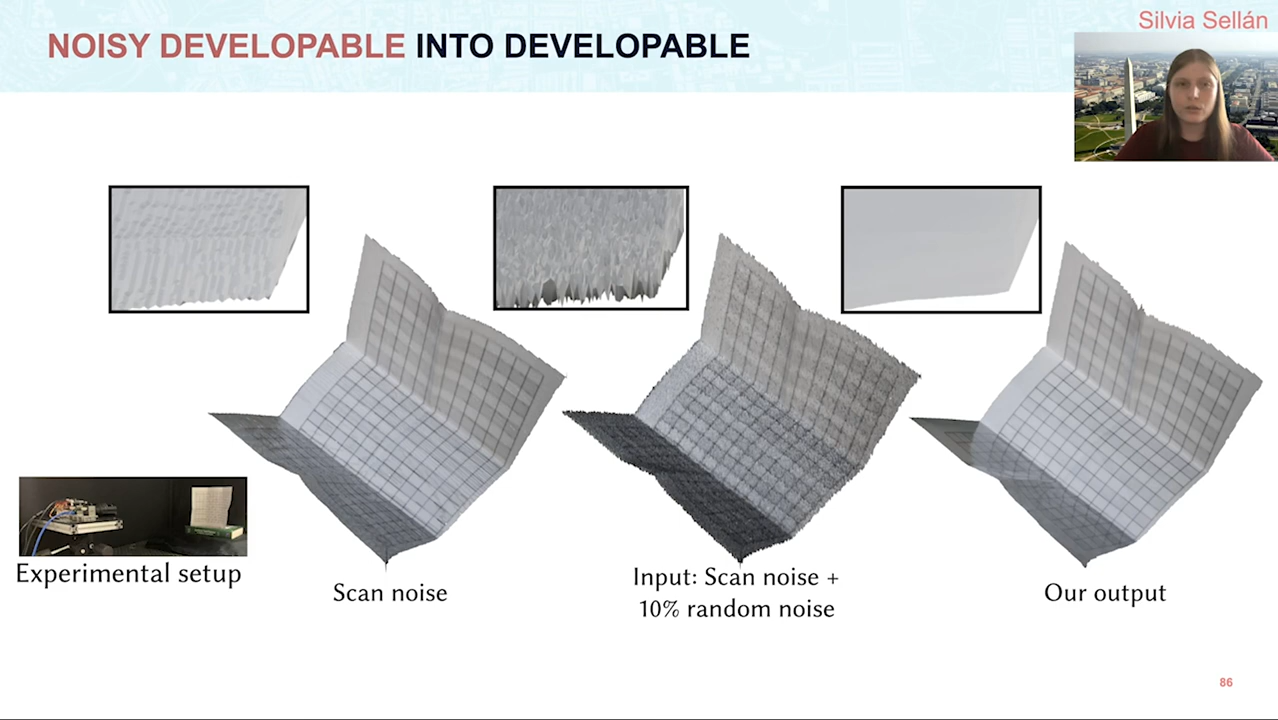 Silvia Sellán
NOISY DEVELOPABLE INTO DEVELOPABLE
Experimental setup
Scan noise
Input: Scan noise +
10% random noise
Our output
86